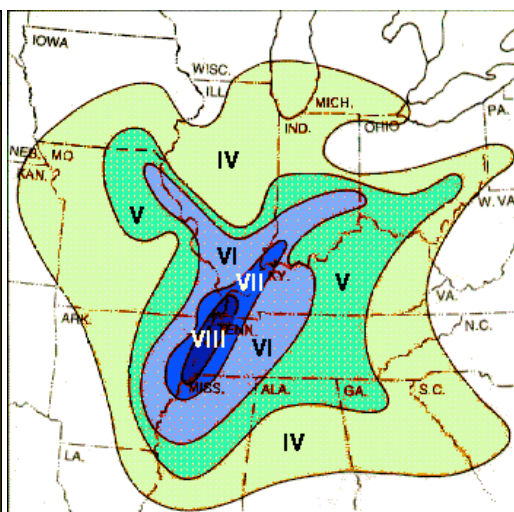 IOWA
WISC.
ILL.
MICH.
IND.
OHIO
PA.
NEB.
MO.
KAN. ?
IV
W. VA.
V
VI
VII
KY.
V
VA.
ARK.
VIII
TENN.
VI
N.C.
MISS.
ALA.
GA.
S.C.
IV
LA.